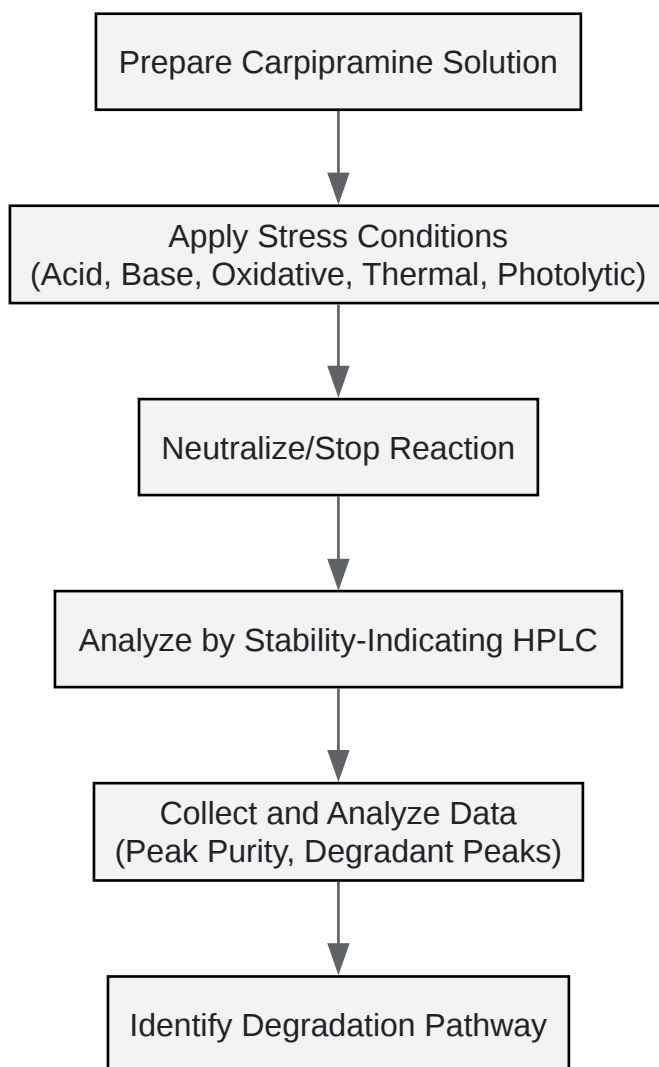 Prepare Carpipramine Solution
Apply Stress Conditions
(Acid, Base, Oxidative, Thermal, Photolytic)
Neutralize/Stop Reaction
Analyze by Stability-Indicating HPLC
Collect and Analyze Data
(Peak Purity, Degradant Peaks)
Identify Degradation Pathway